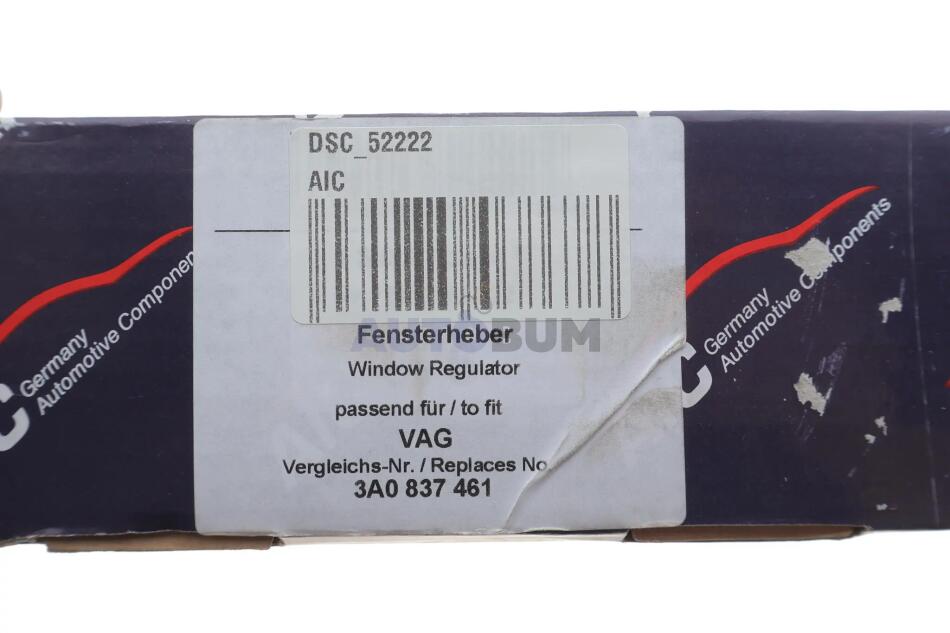 DSC_52222
AIC
AUTOBUM
Fensterheber
Window Regulator
passend für / to fit
VAG
Vergleichs-Nr. / Replaces No.
3A0 837 461
C Germany
Automotive Components
C Germany
Automotive Components